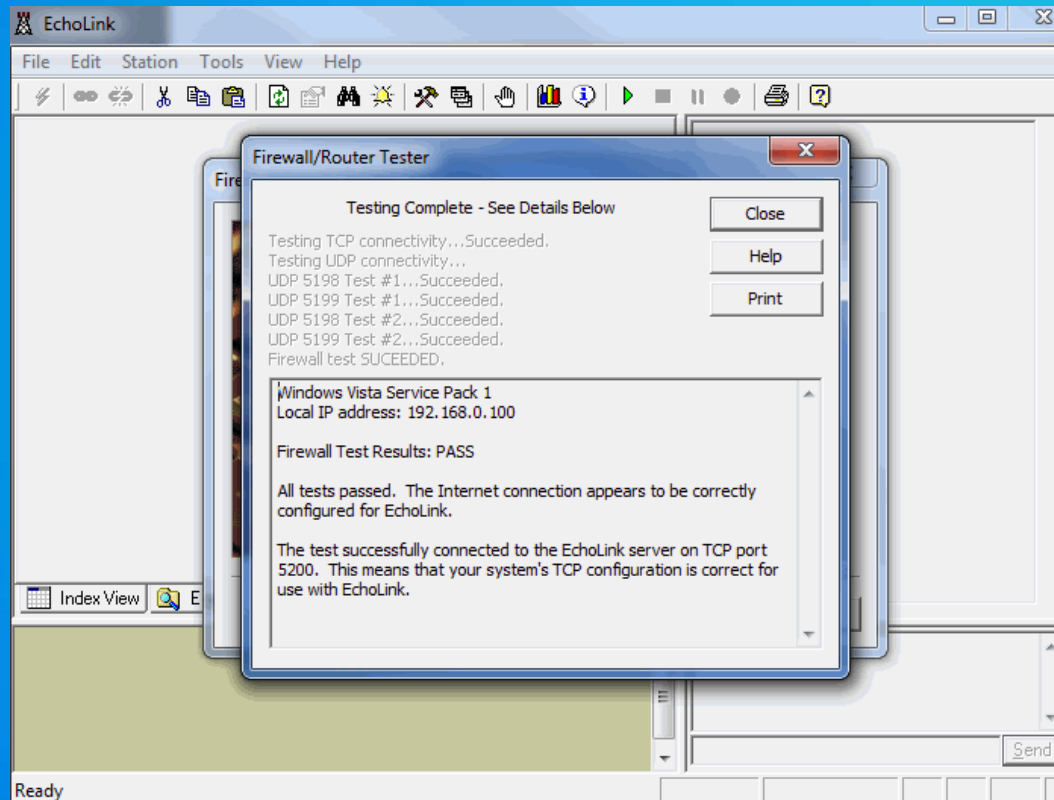 EchoLink
File Edit Station Tools View Help
Firewall/Router Tester
Fire
Testing Complete - See Details Below
Close
Testing TCP connectivity...Succeeded.
Testing UDP connectivity...
Help
UDP 5198 Test #1...Succeeded.
UDP 5199 Test #1...Succeeded.
Print
UDP 5198 Test #2...Succeeded.
UDP 5199 Test #2...Succeeded.
Firewall test SUCEEDED.
Windows Vista Service Pack 1
Local IP address: 192.168.0.100
Firewall Test Results: PASS
All tests passed. The Internet connection appears to be correctly
configured for EchoLink.
The test successfully connected to the EchoLink server on TCP port
5200. This means that your system's TCP configuration is correct for
use with EchoLink.
Index View E
Send
Ready